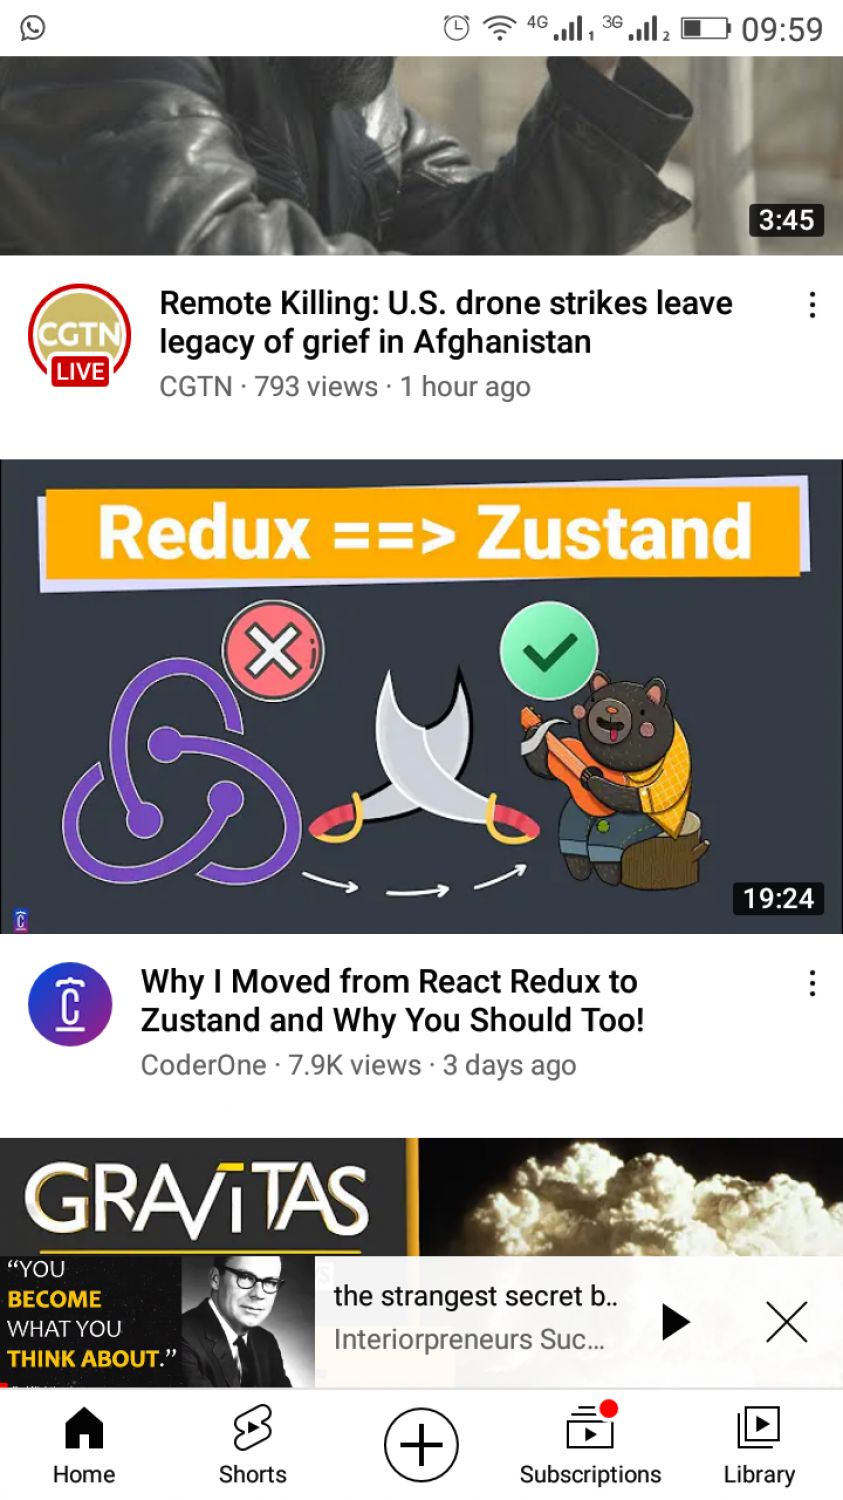 4G 1 3G 2 09:59
3:45
CGTN
LIVE
Remote Killing: U.S. drone strikes leave
legacy of grief in Afghanistan
CGTN · 793 views · 1 hour ago
Redux ==> Zustand
19:24
Why I Moved from React Redux to
Zustand and Why You Should Too!
CoderOne · 7.9K views · 3 days ago
GRAVITAS
“YOU
BECOME
WHAT YOU
THINK ABOUT.”
the strangest secret b..
Interiorpreneurs Suc...
Home
Shorts
Subscriptions
Library